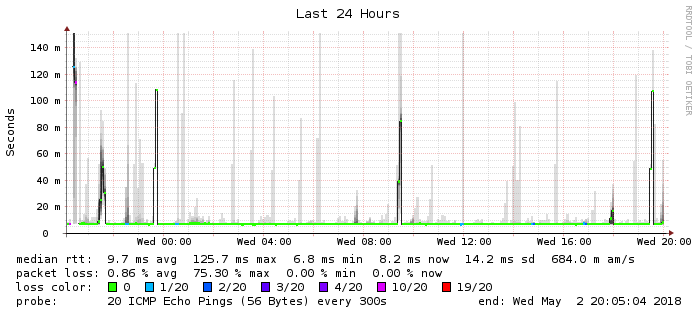 Last 24 Hours
RRDTOOL / TOBI OETIKER
Seconds
140 m
120 m
100 m
80 m
60 m
40 m
20 m
0
Wed 00:00 Wed 04:00 Wed 08:00 Wed 12:00 Wed 16:00 Wed 20:00
median rtt: 9.7 ms avg 125.7 ms max 6.8 ms min 8.2 ms now 14.2 ms sd 684.0 m am/s
packet loss: 0.86 % avg 75.30 % max 0.00 % min 0.00 % now
loss color: 0 1/20 2/20 3/20 4/20 10/20 19/20
probe: 20 ICMP Echo Pings (56 Bytes) every 300s end: Wed May 2 20:05:04 2018